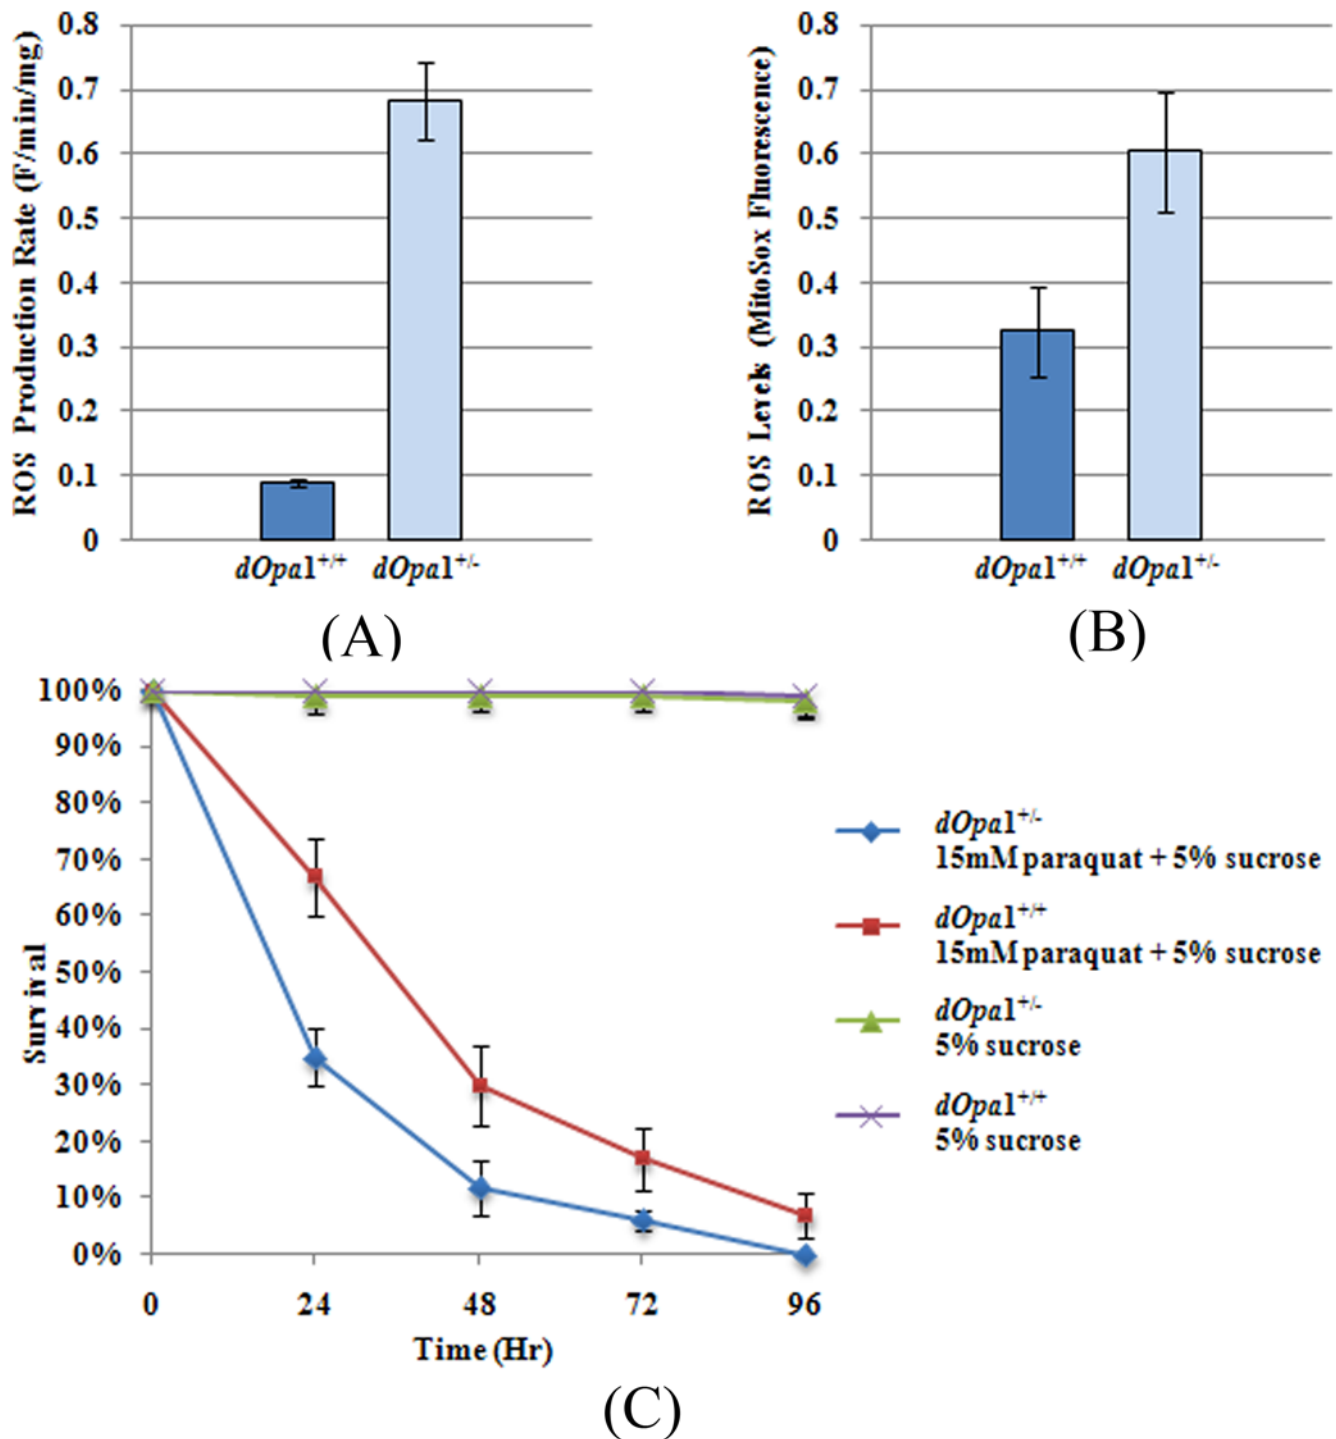 ROS Production Rate (F/min/mg)
0.8
0.7
0.6
0.5
0.4
0.3
0.2
0.1
0
dOpa1+/+ dOpa1+/-
(A)
ROS Levels (MitoSox Fluorescence)
0.8
0.7
0.6
0.5
0.4
0.3
0.2
0.1
0
dOpa1+/+ dOpa1+/-
(B)
Survival
100%
90%
80%
70%
60%
50%
40%
30%
20%
10%
0%
0 24 48 72 96
Time (Hr)
dOpa1+/-
15mM paraquat + 5% sucrose
dOpa1+/+
15mM paraquat + 5% sucrose
dOpa1+/-
5% sucrose
dOpa1+/+
5% sucrose
(C)